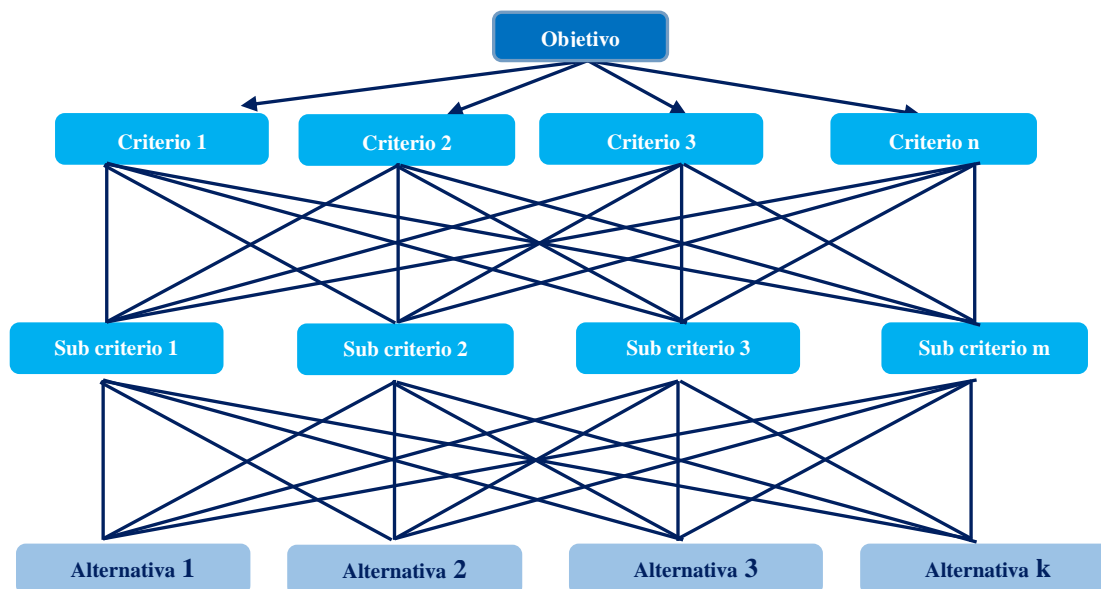 Objetivo
Criterio 1
Criterio 2
Criterio 3
Criterio n
Sub criterio 1
Sub criterio 2
Sub criterio 3
Sub criterio m
Alternativa 1
Alternativa 2
Alternativa 3
Alternativa k